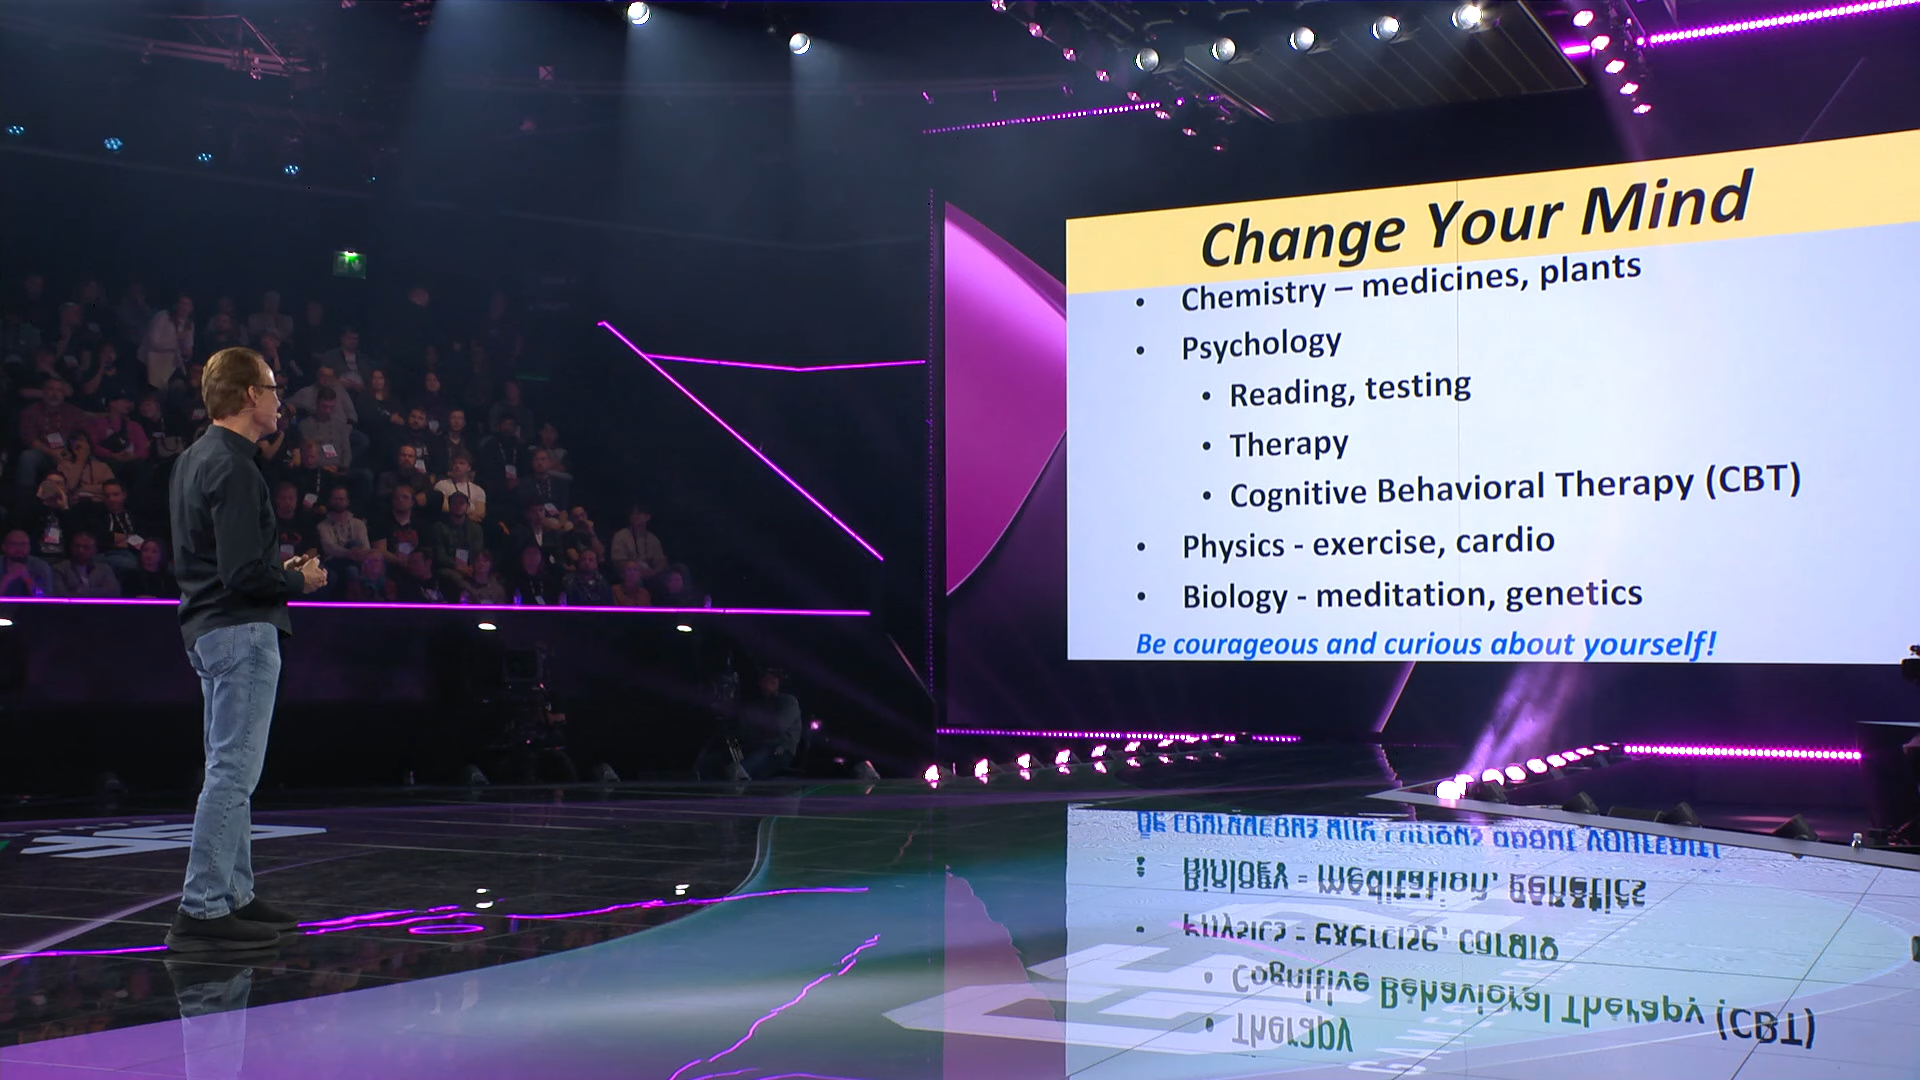 Change Your Mind
• Chemistry – medicines, plants
• Psychology
• Reading, testing
• Therapy
• Cognitive Behavioral Therapy (CBT)
• Physics - exercise, cardio
• Biology - meditation, genetics
Be courageous and curious about yourself!